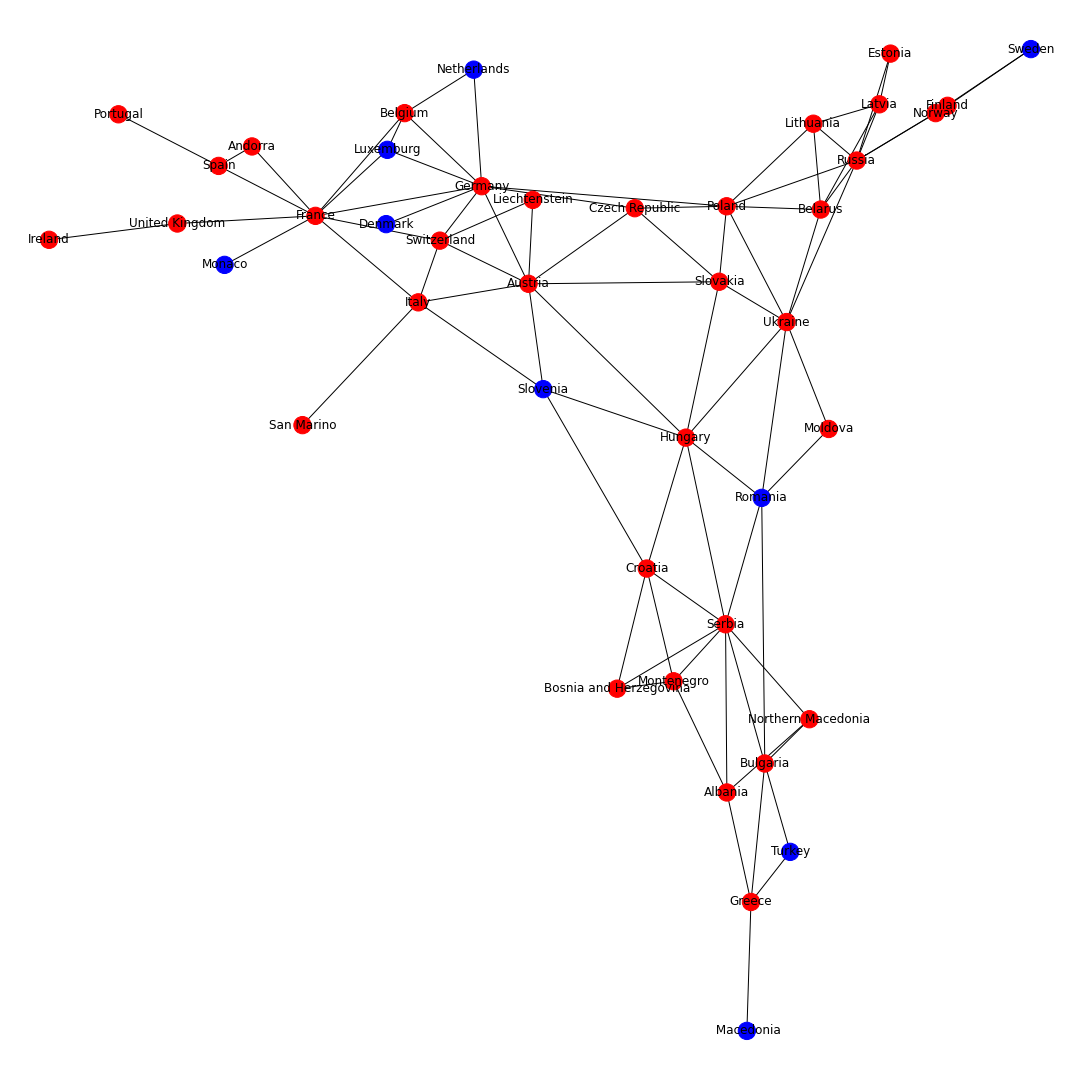 Sweden
Estonia
Netherlands
Latvia
Finland
Norway
Belgium
Portugal
Lithuania
Andorra
Luxemburg
Russia
Spain
Germany
Liechtenstein
Czech Republic
Poland
Belarus
France
United Kingdom
Denmark
Ireland
Switzerland
Monaco
Slovakia
Austria
Italy
Ukraine
Slovenia
San Marino
Moldova
Hungary
Romania
Croatia
Serbia
Montenegro
Bosnia and Herzegovina
Northern Macedonia
Bulgaria
Albania
Turkey
Greece
Macedonia